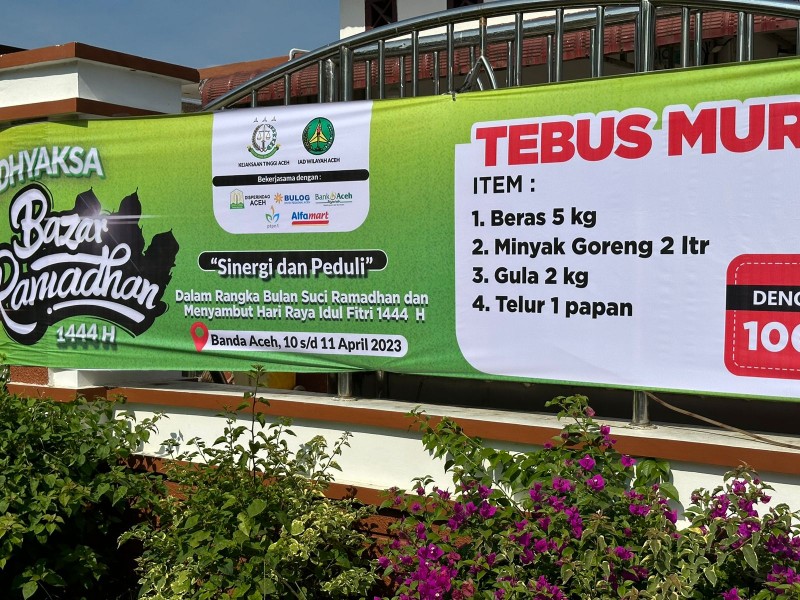 DHYAKSA
Bazar
Ramadhan
1444 H
KEJAKSAAN TINGGI ACEH
IAD WILAYAH ACEH
Bekerjasama dengan :
DISPERINDAG
ACEH
BULOG
Bank Aceh
Alfamart
"Sinergi dan Peduli"
Dalam Rangka Bulan Suci Ramadhan dan
Menyambut Hari Raya Idul Fitri 1444 H
Banda Aceh, 10 s/d 11 April 2023
TEBUS MUR
ITEM :
1. Beras 5 kg
2. Minyak Goreng 2 ltr
3. Gula 2 kg
4. Telur 1 papan
DENG
100